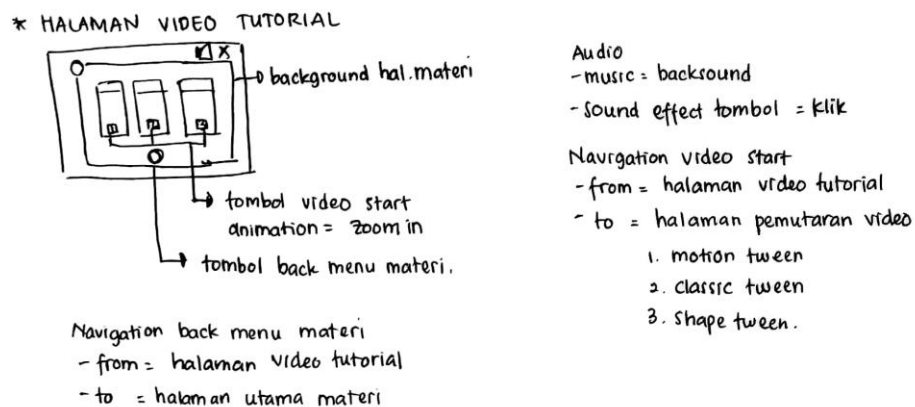 * HALAMAN VIDEO TUTORIAL
background hal. materi
tombol video start
animation = zoom in
tombol back menu materi.
Navigation back menu materi
- from = halaman video tutorial
- to = halaman utama materi
Audio
- music = backsound
- sound effect tombol = klik
Navigation video start
- from = halaman video tutorial
- to = halaman pemutaran video
1. motion tween
2. classic tween
3. shape tween.